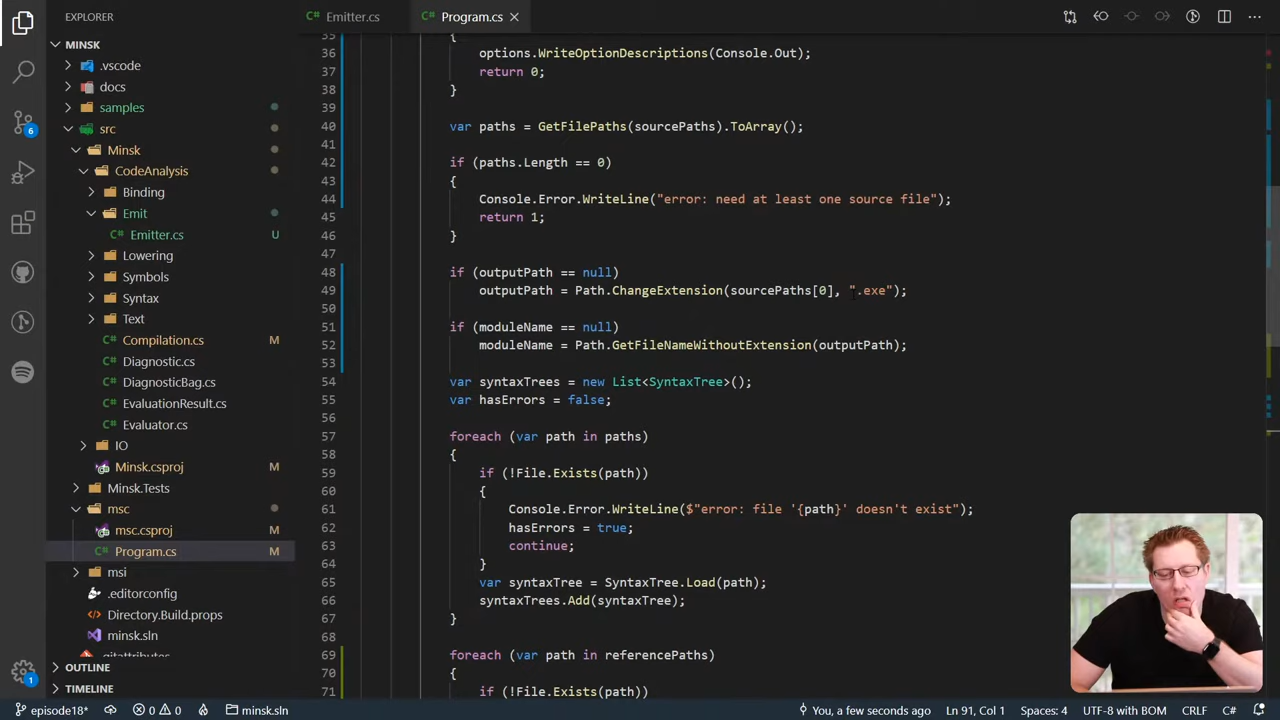 EXPLORER
MINSK
.vscode
docs
samples
src
Minsk
CodeAnalysis
Binding
Emit
Emitter.cs U
Lowering
Symbols
Syntax
Text
Compilation.cs M
Diagnostic.cs
DiagnosticBag.cs
EvaluationResult.cs
Evaluator.cs
IO
Minsk.csproj M
Minsk.Tests
msc
msc.csproj M
Program.cs M
msi
.editorconfig
Directory.Build.props
minsk.sln
.gitattributes
OUTLINE
TIMELINE
6
1
Emitter.cs Program.cs
35 {
36 options.WriteOptionDescriptions(Console.Out);
37 return 0;
38 }
39
40 var paths = GetFilePaths(sourcePaths).ToArray();
41
42 if (paths.Length == 0)
43 {
44 Console.Error.WriteLine("error: need at least one source file");
45 return 1;
46 }
47
48 if (outputPath == null)
49 outputPath = Path.ChangeExtension(sourcePaths[0], ".exe");
50
51 if (moduleName == null)
52 moduleName = Path.GetFileNameWithoutExtension(outputPath);
53
54 var syntaxTrees = new List<SyntaxTree>();
55 var hasErrors = false;
56
57 foreach (var path in paths)
58 {
59 if (!File.Exists(path))
60 {
61 Console.Error.WriteLine($"error: file '{path}' doesn't exist");
62 hasErrors = true;
63 continue;
64 }
65 var syntaxTree = SyntaxTree.Load(path);
66 syntaxTrees.Add(syntaxTree);
67 }
68
69 foreach (var path in referencePaths)
70 {
71 if (!File.Exists(path))
episode18* 0 0 minsk.sln You, a few seconds ago Ln 91, Col 1 Spaces: 4 UTF-8 with BOM CRLF C#